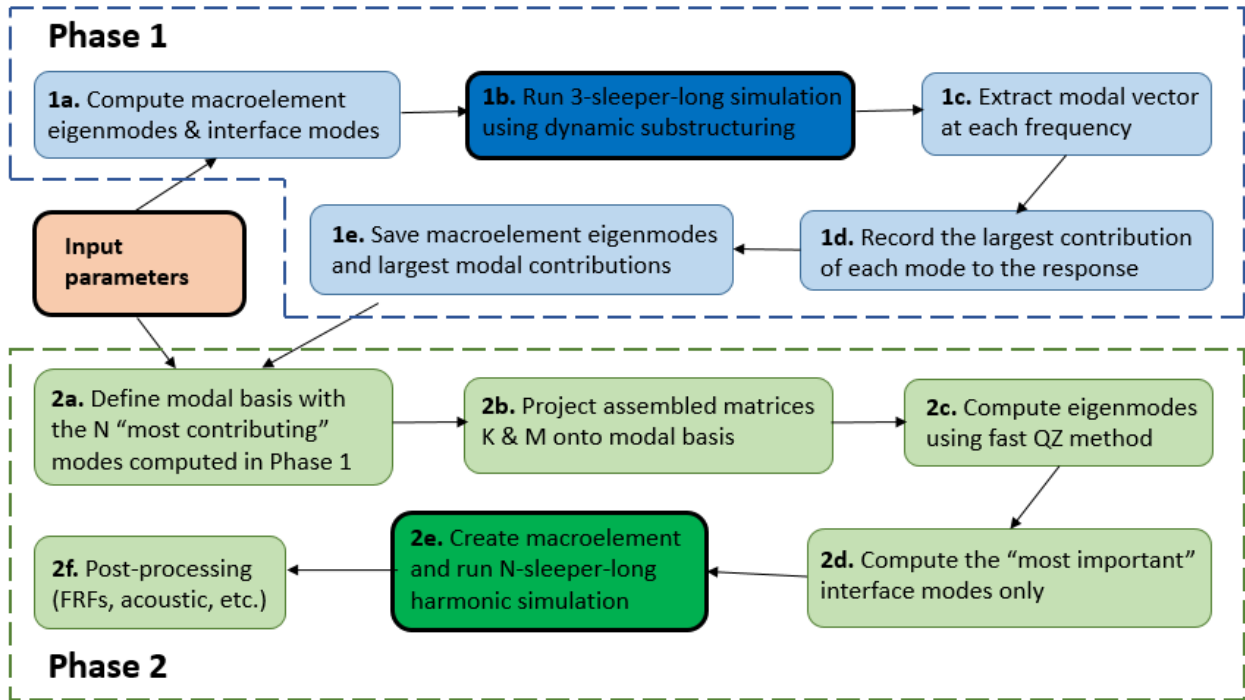 Phase 1
1a. Compute macroelement
eigenmodes & interface modes
1b. Run 3-sleeper-long simulation
using dynamic substructuring
1c. Extract modal vector
at each frequency
Input
parameters
1e. Save macroelement eigenmodes
and largest modal contributions
1d. Record the largest contribution
of each mode to the response
2a. Define modal basis with
the N “most contributing”
modes computed in Phase 1
2b. Project assembled matrices
K & M onto modal basis
2c. Compute eigenmodes
using fast QZ method
2f. Post-processing
(FRFs, acoustic, etc.)
2e. Create macroelement
and run N-sleeper-long
harmonic simulation
2d. Compute the “most important”
interface modes only
Phase 2